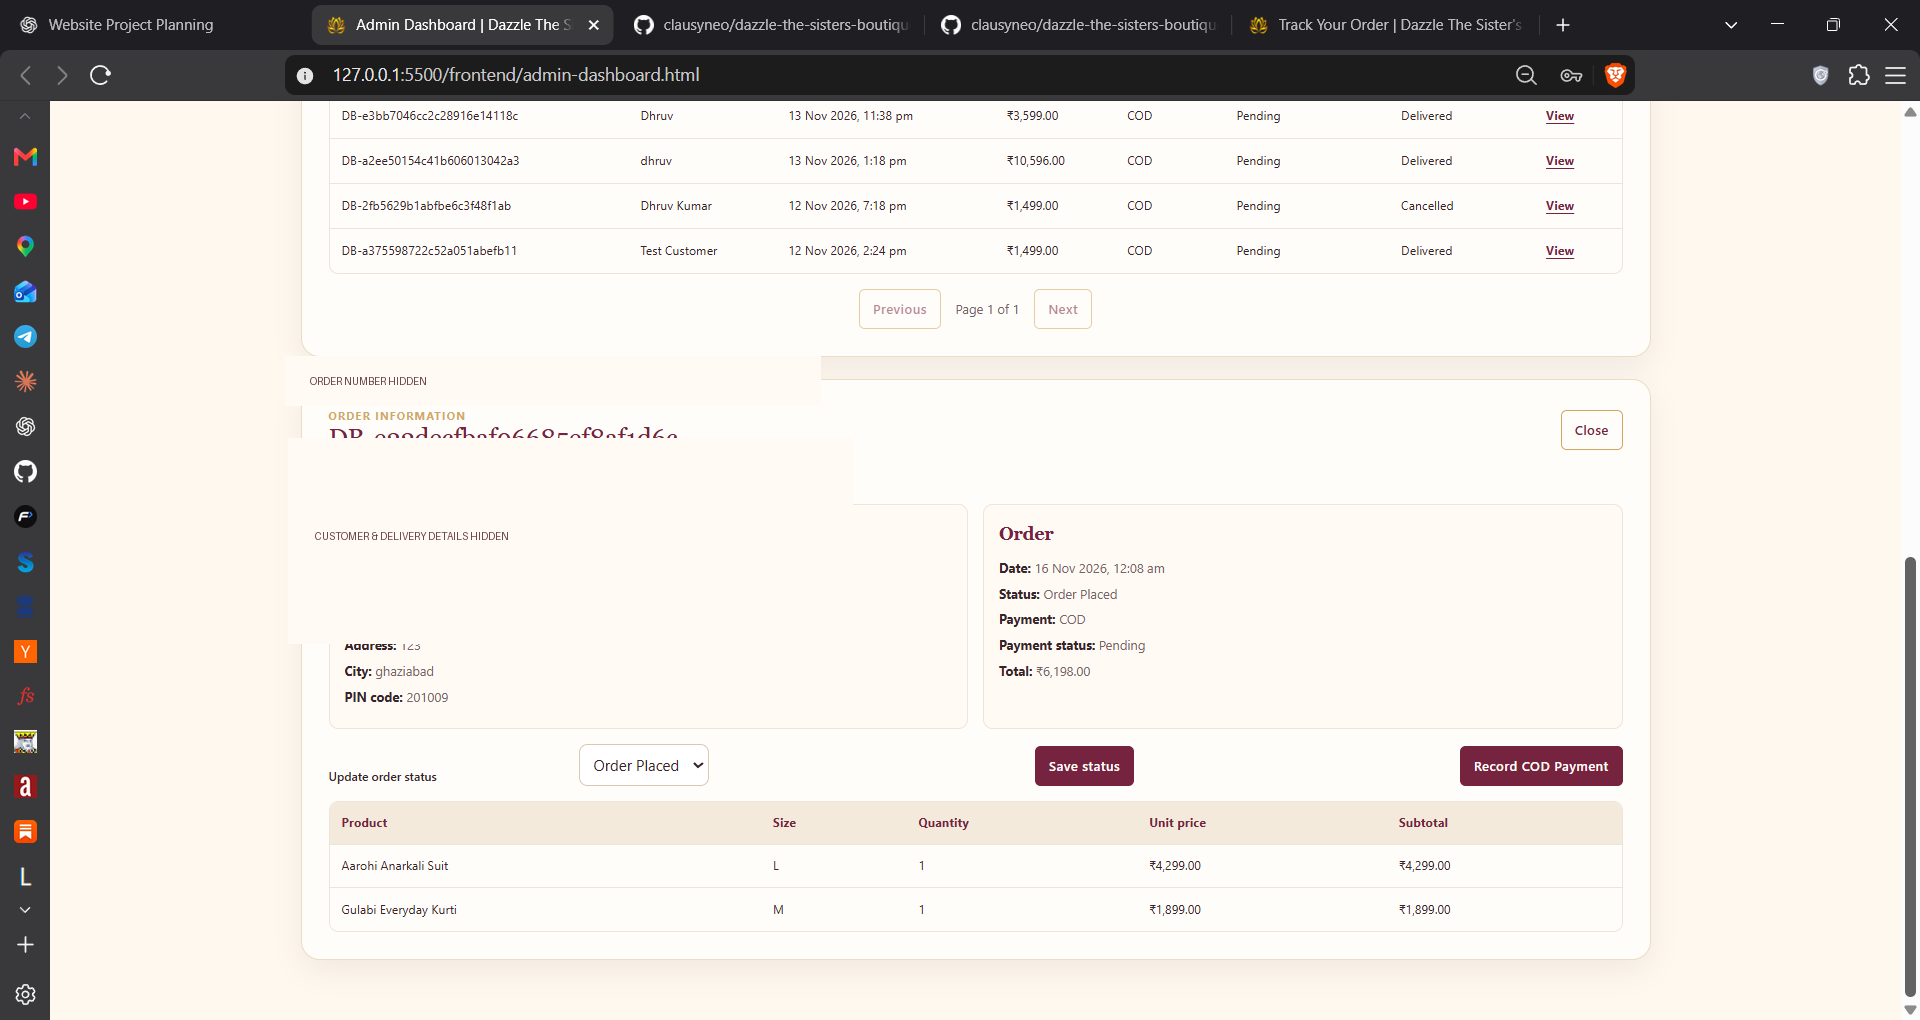 Website Project Planning
Admin Dashboard | Dazzle The S
clausyneo/dazzle-the-sisters-boutiqu
clausyneo/dazzle-the-sisters-boutiqu
Track Your Order | Dazzle The Sister's
127.0.0.1:5500/frontend/admin-dashboard.html
DB-e3bb7046cc2c28916e14118c Dhruv 13 Nov 2026, 11:38 pm ₹3,599.00 COD Pending Delivered View
DB-a2ee50154c41b606013042a3 dhruv 13 Nov 2026, 1:18 pm ₹10,596.00 COD Pending Delivered View
DB-2fb5629b1abfbe6c3f48f1ab Dhruv Kumar 12 Nov 2026, 7:18 pm ₹1,499.00 COD Pending Cancelled View
DB-a375598722c52a051abefb11 Test Customer 12 Nov 2026, 2:24 pm ₹1,499.00 COD Pending Delivered View
Previous Page 1 of 1 Next
ORDER NUMBER HIDDEN
ORDER INFORMATION
Close
CUSTOMER & DELIVERY DETAILS HIDDEN
Address: 123
City: ghaziabad
PIN code: 201009
Order
Date: 16 Nov 2026, 12:08 am
Status: Order Placed
Payment: COD
Payment status: Pending
Total: ₹6,198.00
Update order status Order Placed Save status Record COD Payment
Product Size Quantity Unit price Subtotal
Aarohi Anarkali Suit L 1 ₹4,299.00 ₹4,299.00
Gulabi Everyday Kurti M 1 ₹1,899.00 ₹1,899.00